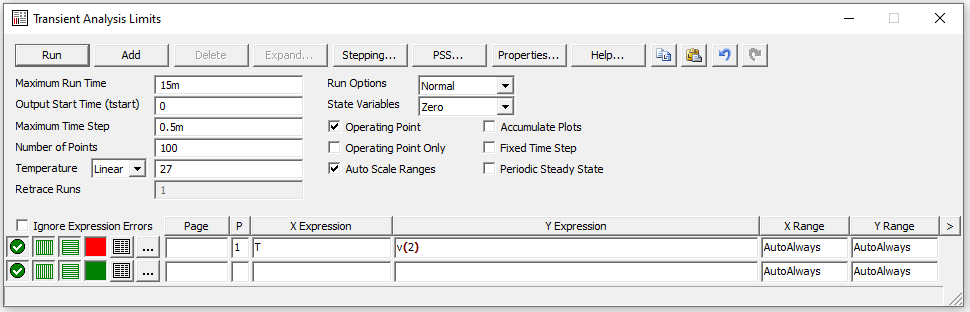 Transient Analysis Limits
Run Add Delete Expand... Stepping... PSS... Properties... Help...
Maximum Run Time 15m Run Options Normal
Output Start Time (tstart) 0 State Variables Zero
Maximum Time Step 0.5m Operating Point Accumulate Plots
Number of Points 100 Operating Point Only Fixed Time Step
Temperature Linear 27 Auto Scale Ranges Periodic Steady State
Retrace Runs 1
Ignore Expression Errors Page P X Expression Y Expression X Range Y Range >
... 1 T v(2) AutoAlways AutoAlways
... AutoAlways AutoAlways